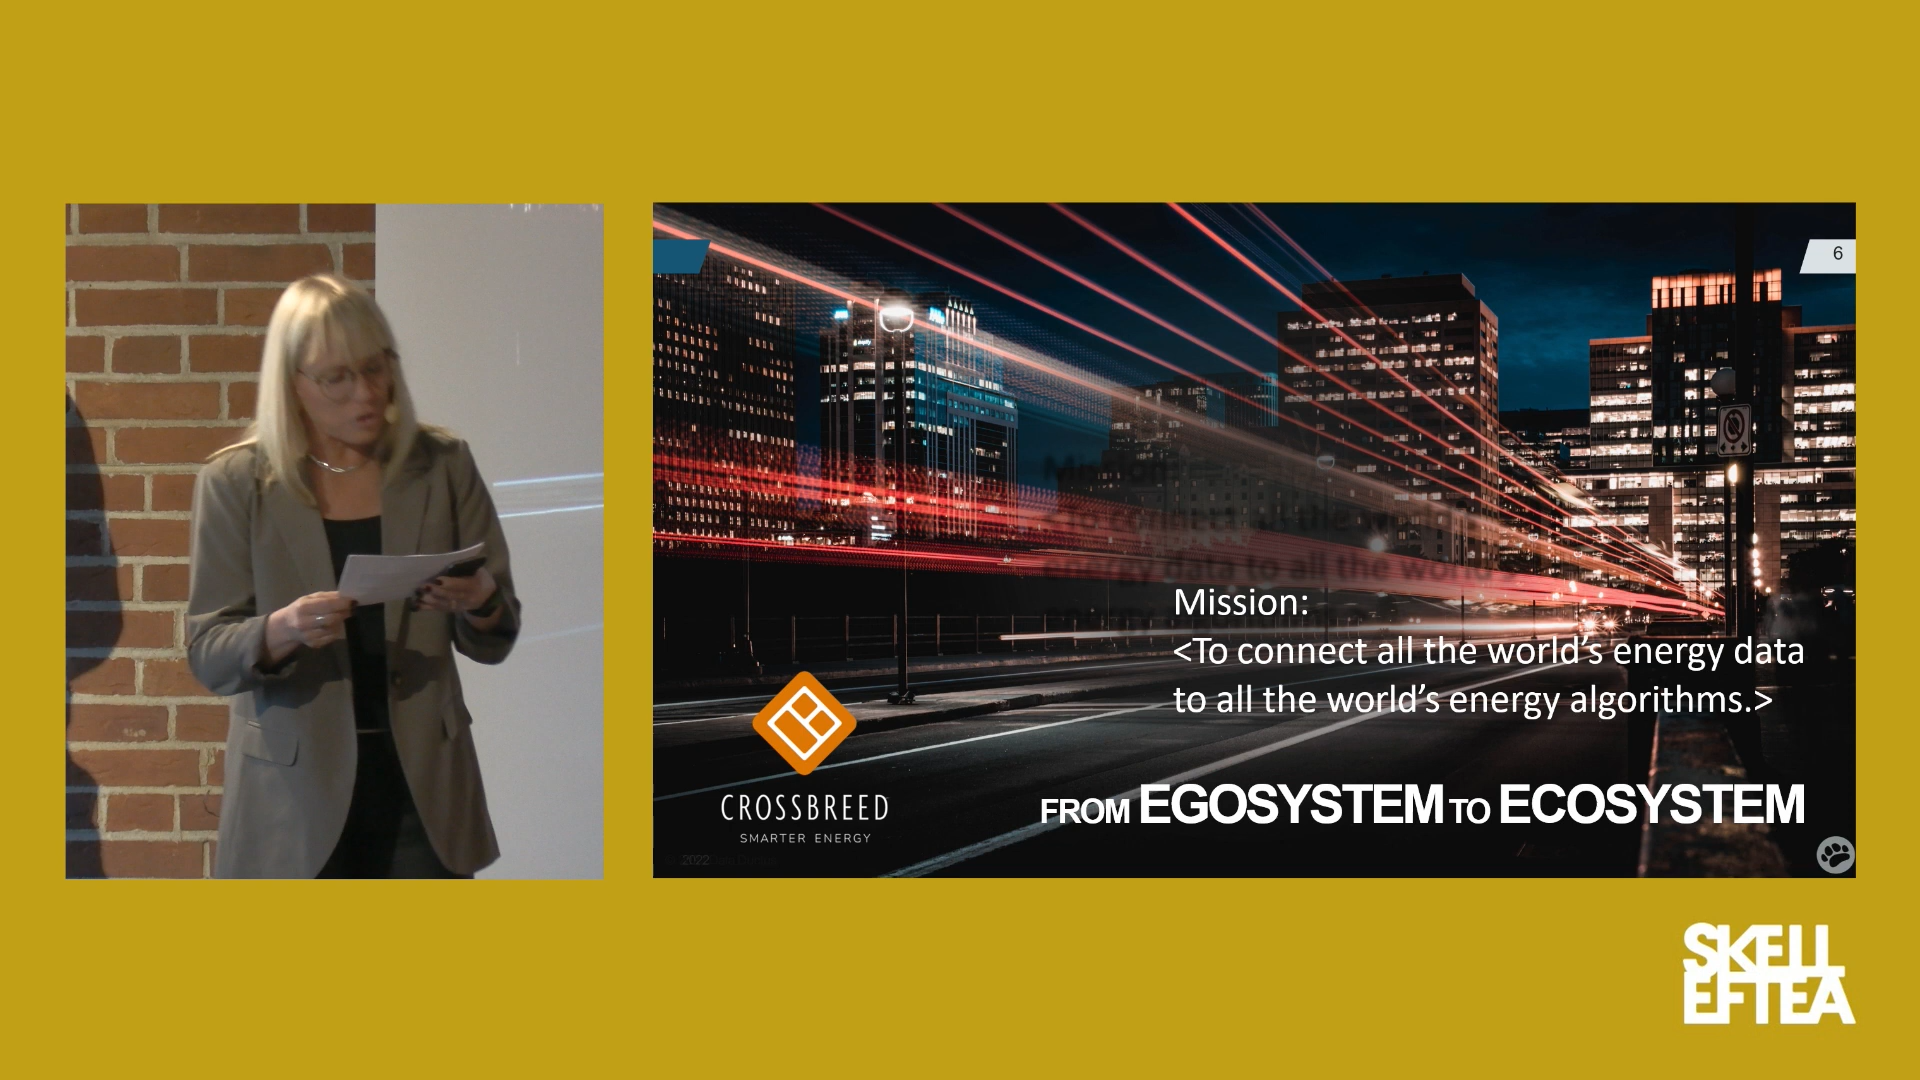 6
Mission:
<To connect all the world's energy data
to all the world's energy algorithms.>
CROSSBREED
SMARTER ENERGY
FROM EGOSYSTEM TO ECOSYSTEM
2022
SKELL
EFTEA